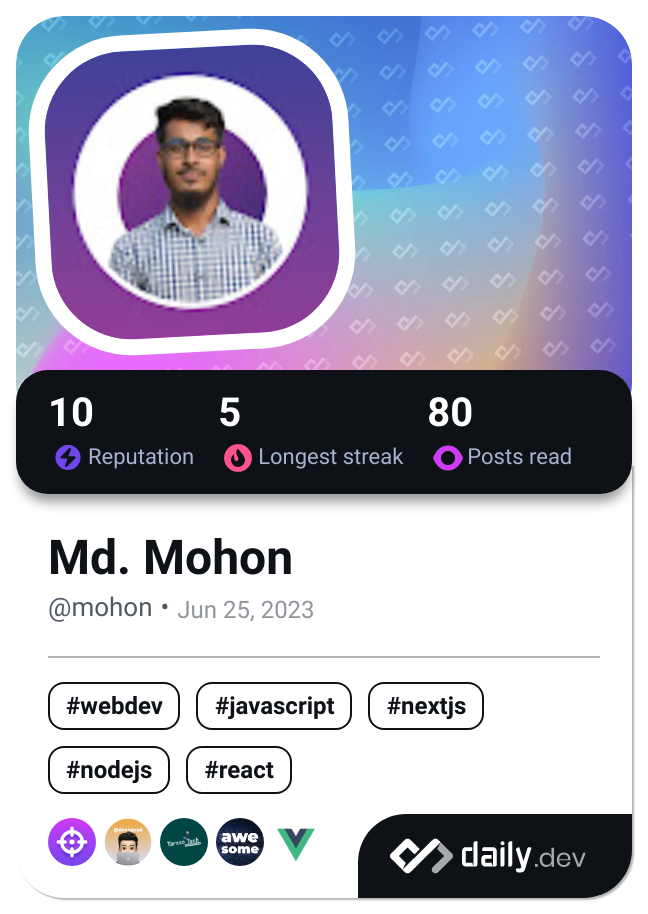 10 5 80
Reputation Longest streak Posts read
Md. Mohon
@mohon • Jun 25, 2023
#webdev #javascript #nextjs
#nodejs #react
awe
some
daily.dev